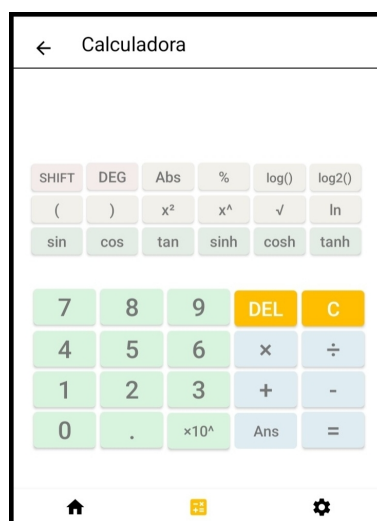 ← Calculadora
SHIFT DEG Abs % log() log2()
( ) x² x^ √ ln
sin cos tan sinh cosh tanh
7 8 9 DEL C
4 5 6 × ÷
1 2 3 + -
0 . ×10^ Ans =